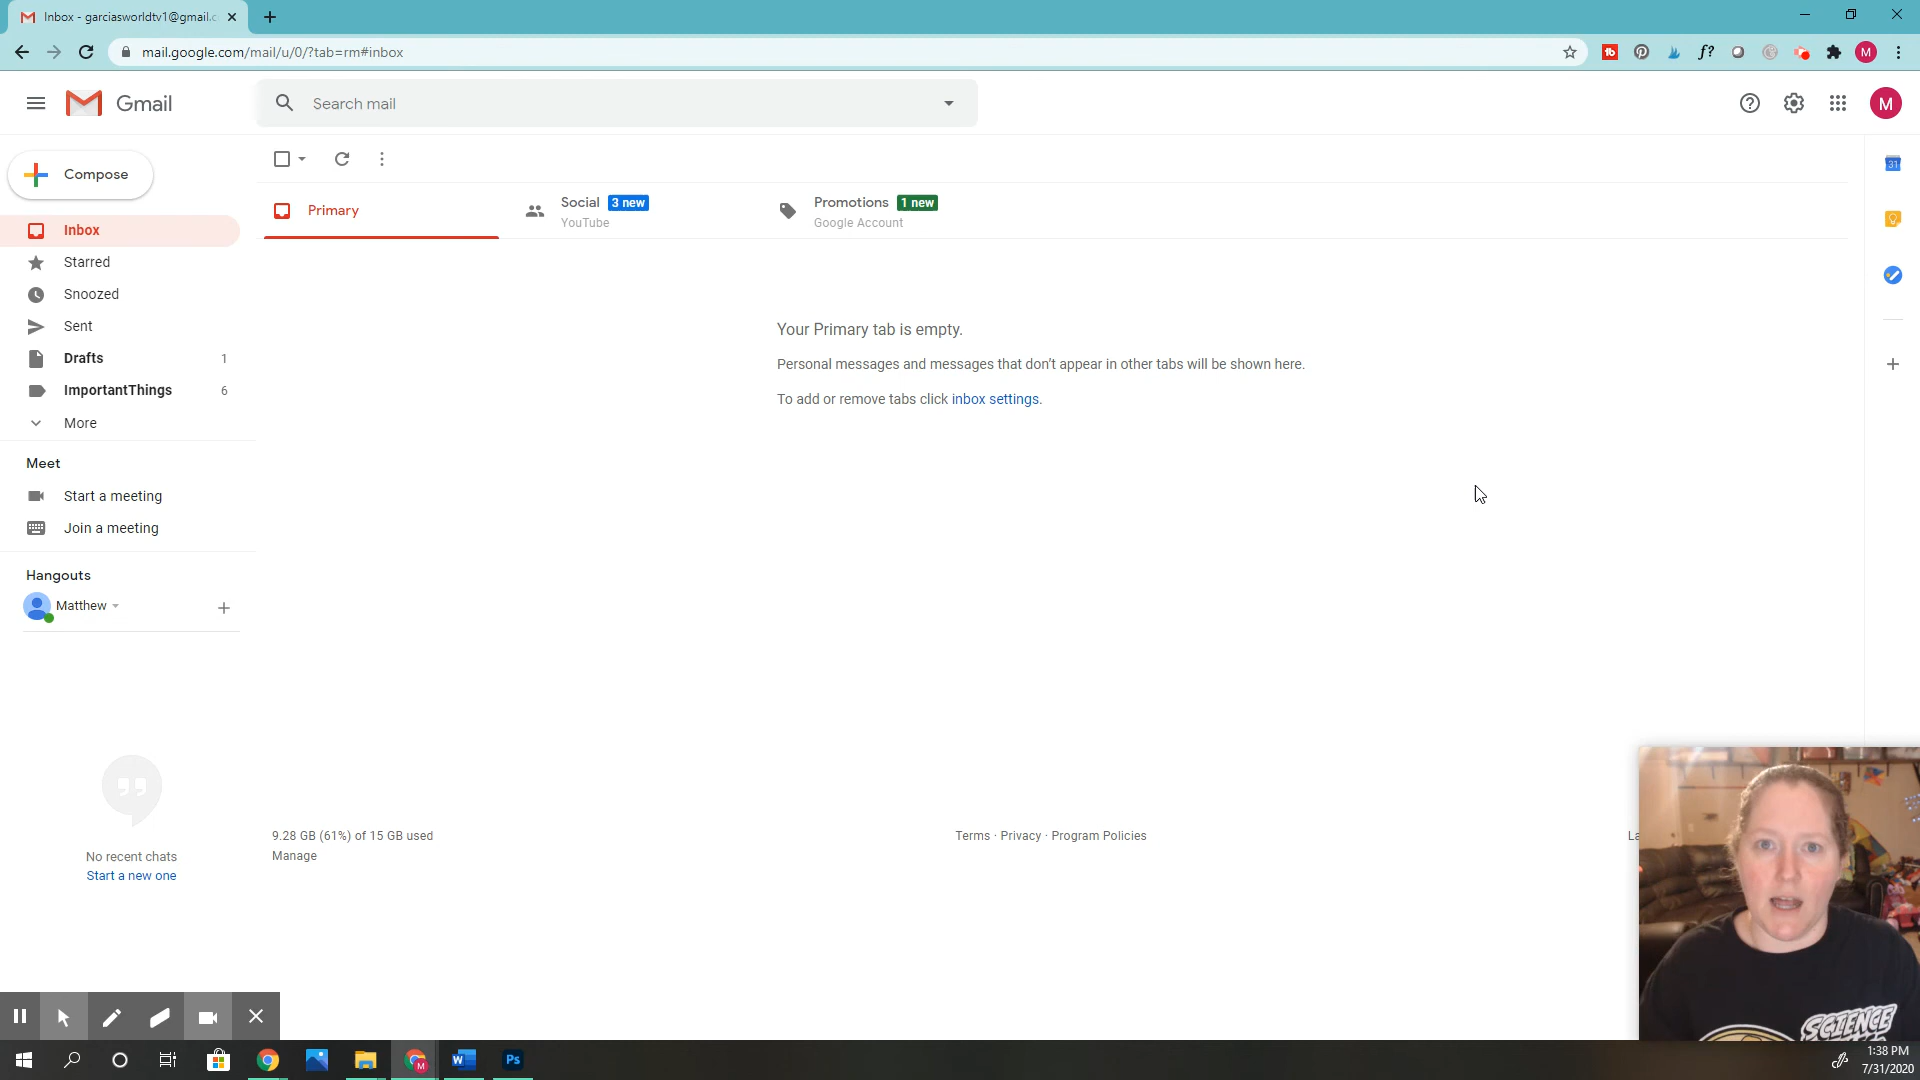 Inbox - garciasworldtv1@gmail.c
mail.google.com/mail/u/0/?tab=rm#inbox
M
Gmail
Search mail
M
Compose
Inbox
Starred
Snoozed
Sent
Drafts 1
ImportantThings 6
More
Meet
Start a meeting
Join a meeting
Hangouts
Matthew
No recent chats
Start a new one
Primary
Social 3 new
YouTube
Promotions 1 new
Google Account
Your Primary tab is empty.
Personal messages and messages that don't appear in other tabs will be shown here.
To add or remove tabs click inbox settings.
9.28 GB (61%) of 15 GB used
Manage
Terms · Privacy · Program Policies
31
SCIENCE
Ps
1:38 PM
7/31/2020